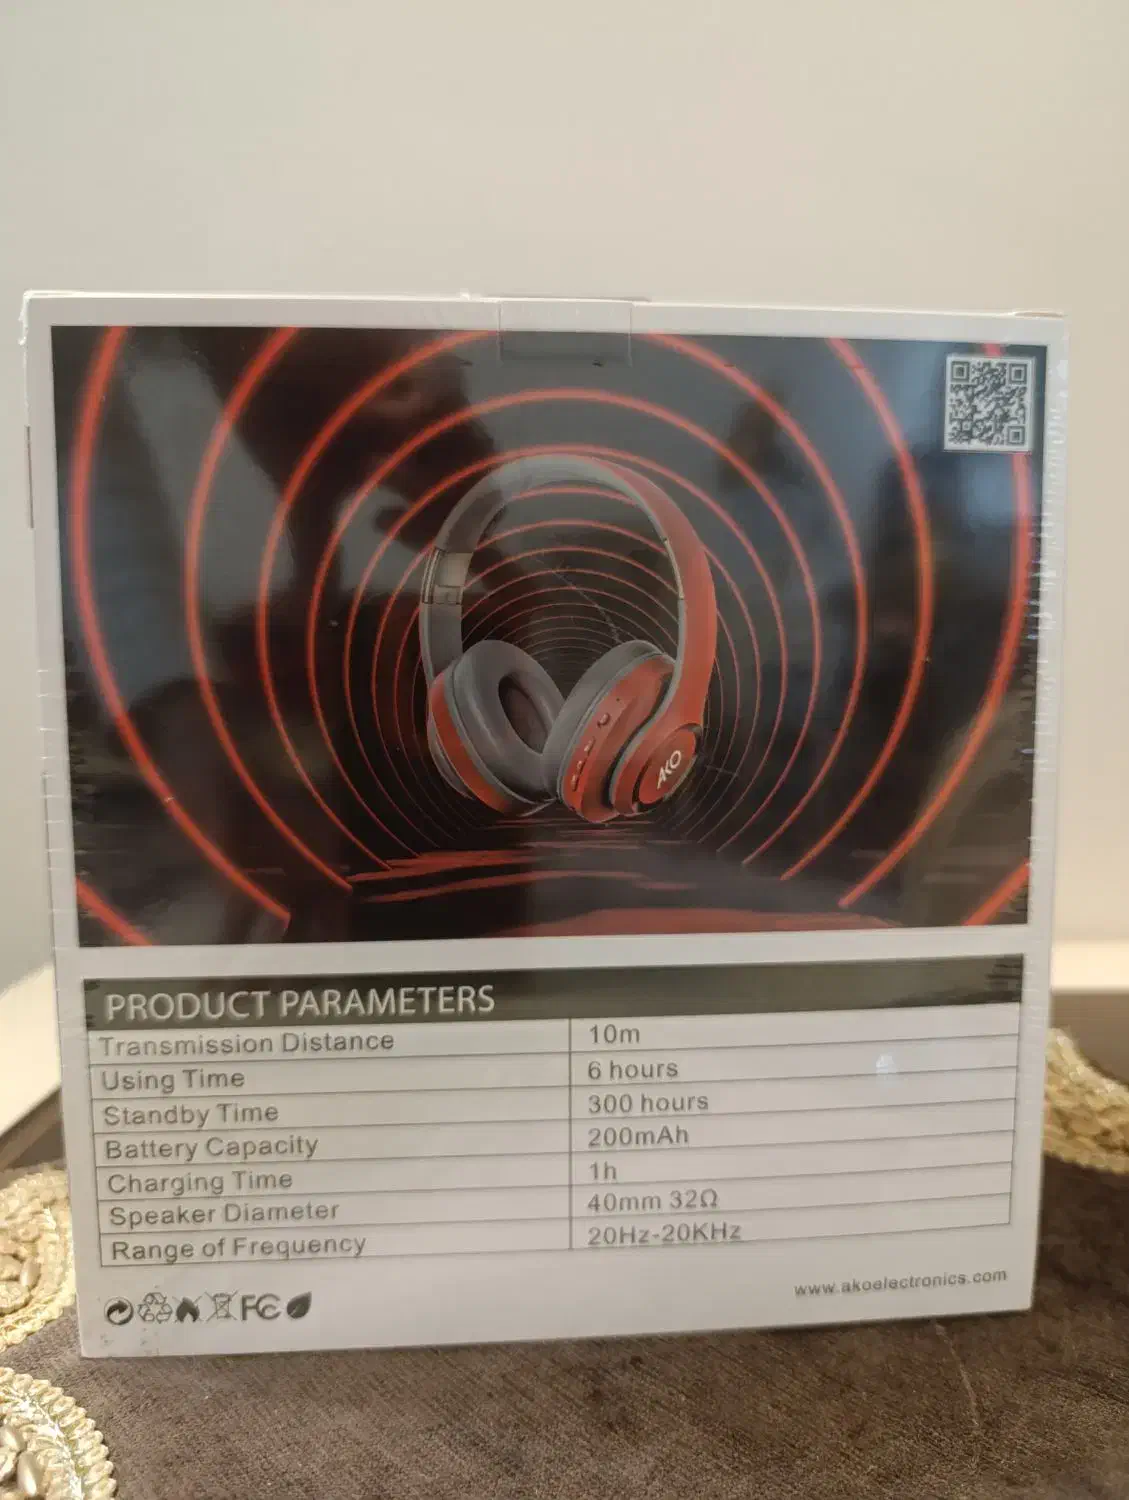 AKO
PRODUCT PARAMETERS
Transmission Distance 10m
Using Time 6 hours
Standby Time 300 hours
Battery Capacity 200mAh
Charging Time 1h
Speaker Diameter 40mm 32Ω
Range of Frequency 20Hz-20KHz
www.akoelectronics.com
FC